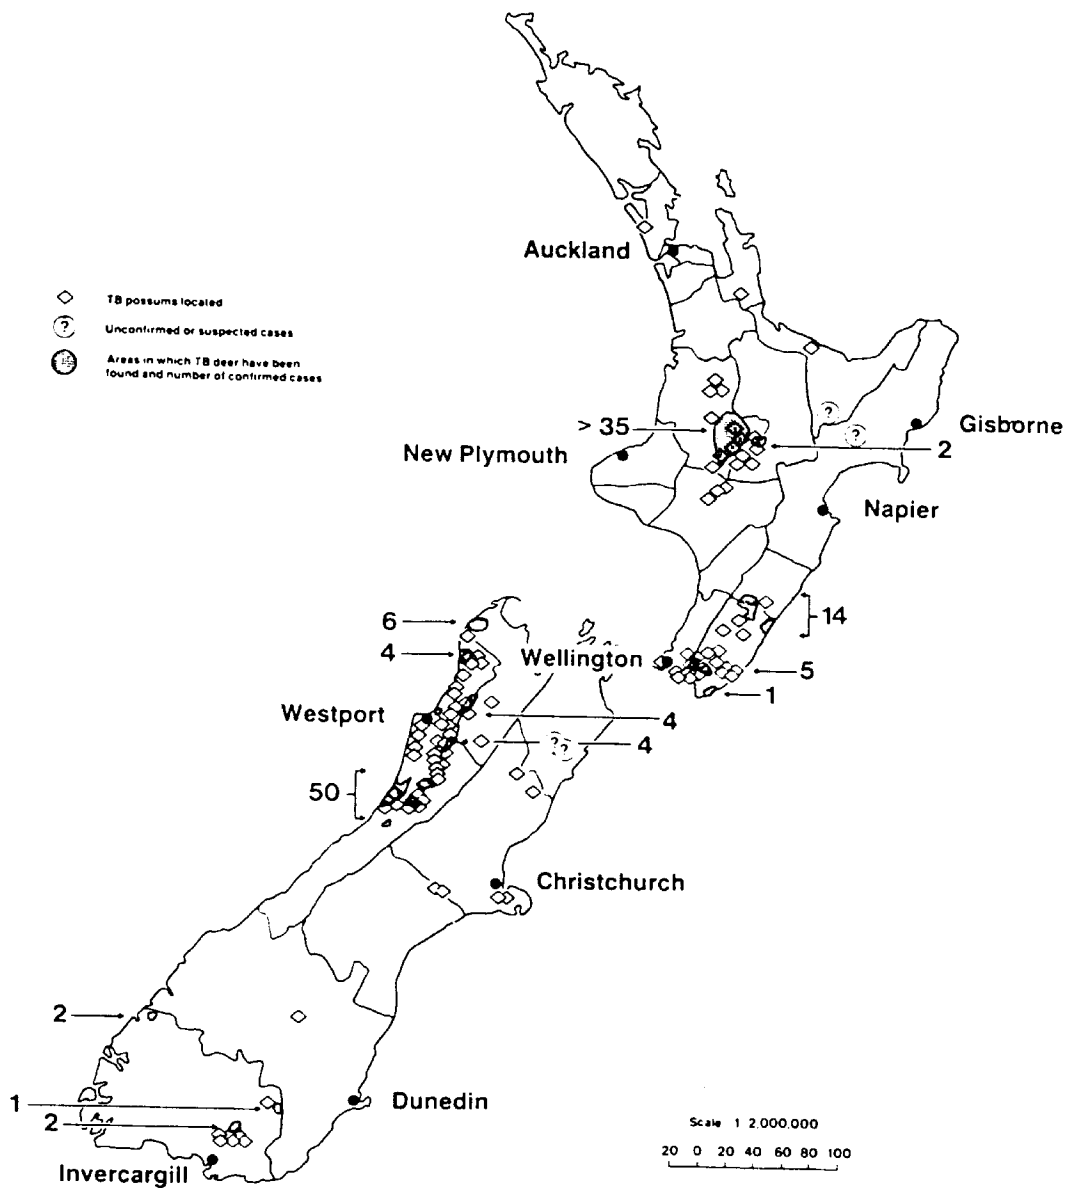 Auckland
TB possums located
? Unconfirmed or suspected cases
Areas in which TB deer have been
found and number of confirmed cases
?
> 35
Gisborne
?
New Plymouth
2
Napier
6
14
4
Wellington
5
1
Westport
4
? ?
4
50
Christchurch
2
1
Dunedin
2
Scale 1 2,000,000
20 0 20 40 60 80 100
Invercargill